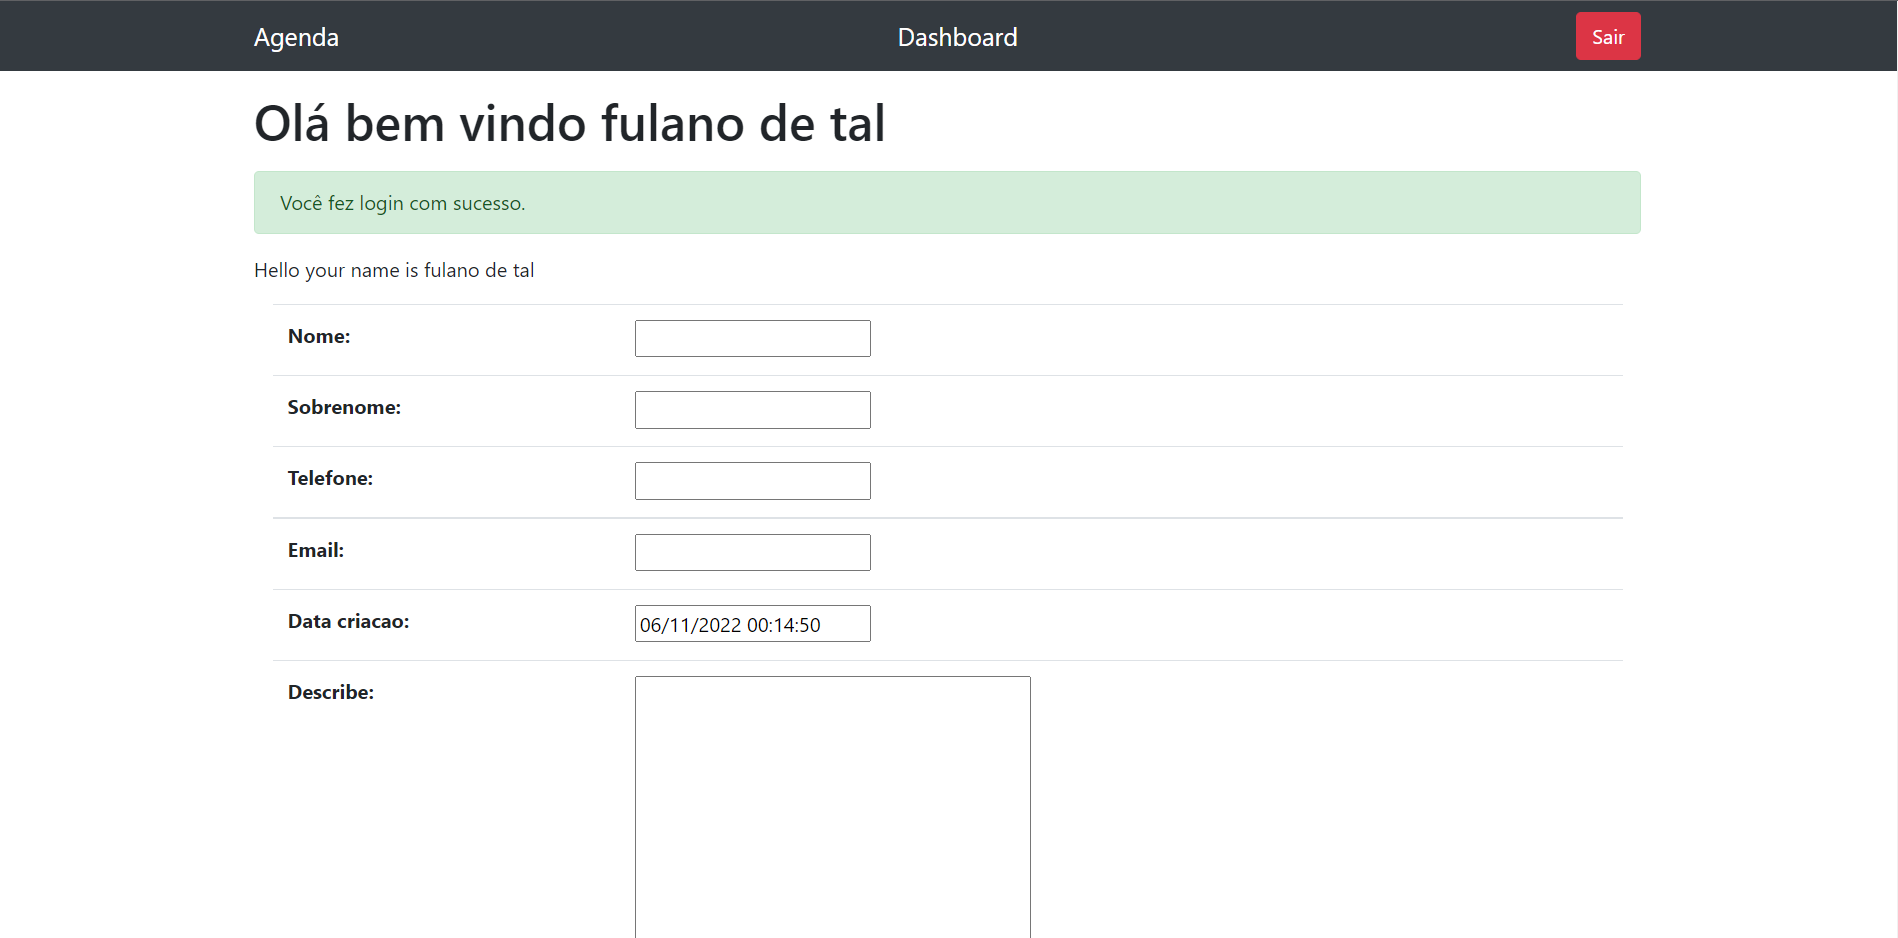 Agenda Dashboard Sair
Olá bem vindo fulano de tal
Você fez login com sucesso.
Hello your name is fulano de tal
Nome:
Sobrenome:
Telefone:
Email:
Data criacao: 06/11/2022 00:14:50
Describe: